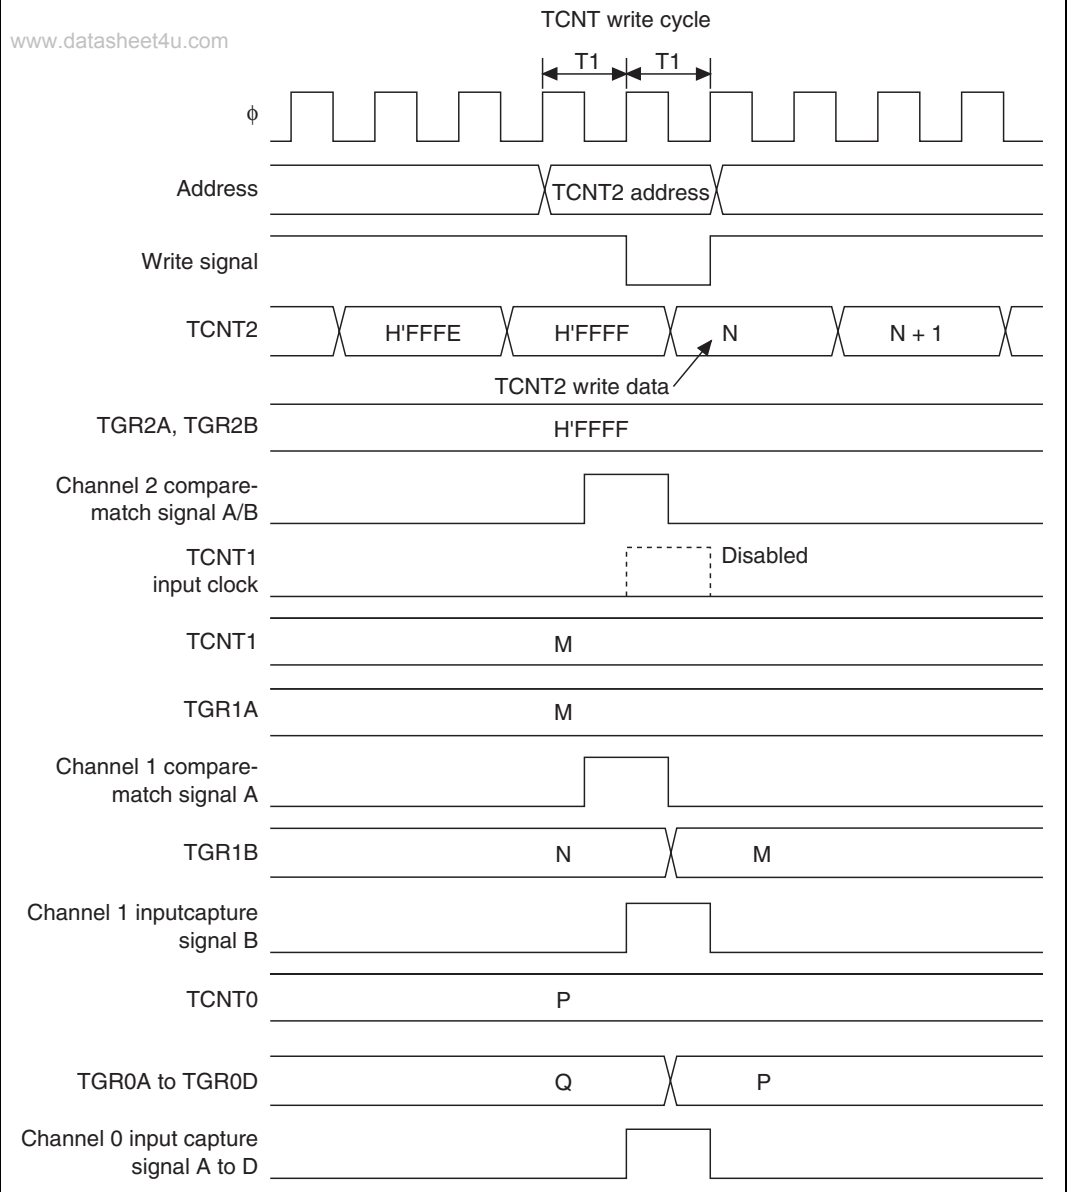 TCNT write cycle
www.datasheet4u.com
T1 T1
ϕ
Address TCNT2 address
Write signal
TCNT2 H'FFFE H'FFFF N N + 1
TCNT2 write data
TGR2A, TGR2B H'FFFF
Channel 2 compare-
match signal A/B
TCNT1 Disabled
input clock
TCNT1 M
TGR1A M
Channel 1 compare-
match signal A
TGR1B N M
Channel 1 inputcapture
signal B
TCNT0 P
TGR0A to TGR0D Q P
Channel 0 input capture
signal A to D